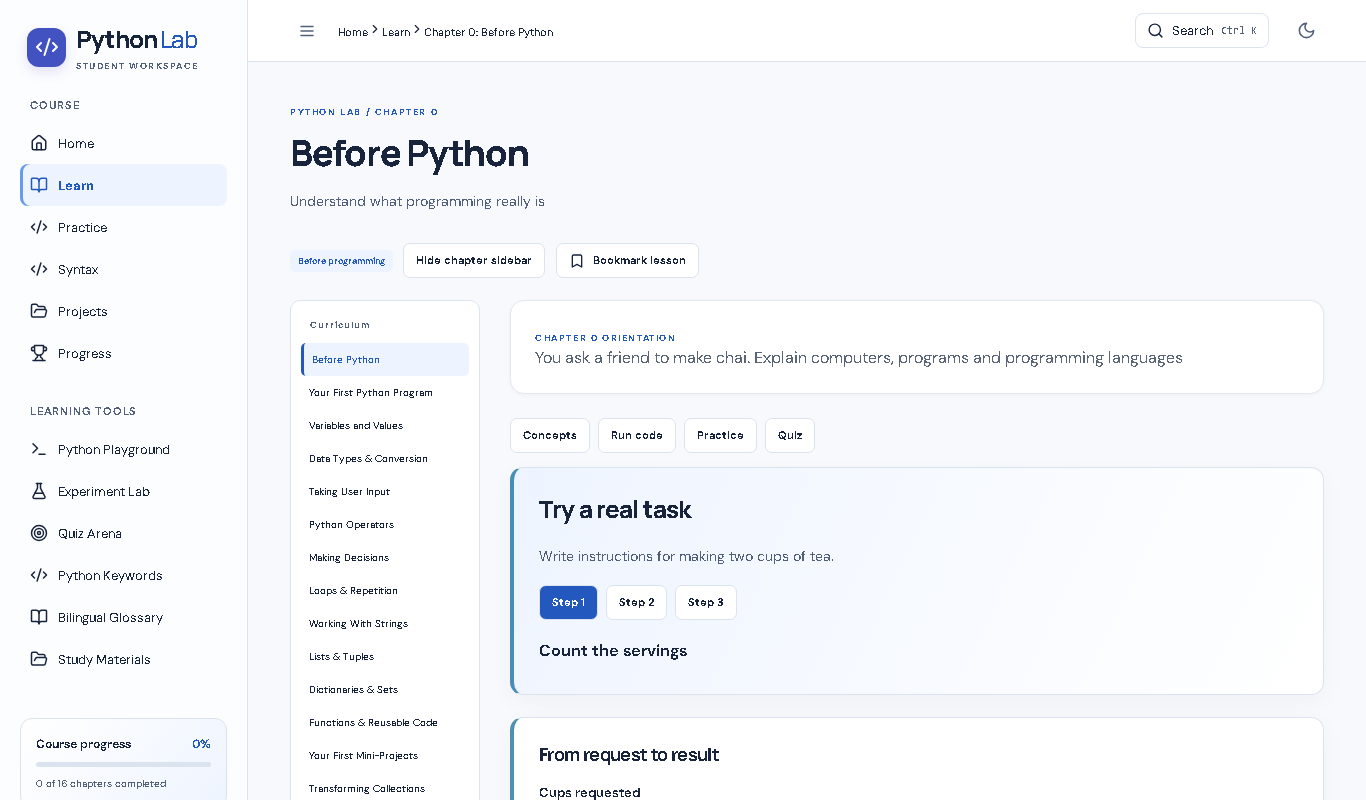 Python Lab
STUDENT WORKSPACE
COURSE
Home
Learn
Practice
Syntax
Projects
Progress
LEARNING TOOLS
Python Playground
Experiment Lab
Quiz Arena
Python Keywords
Bilingual Glossary
Study Materials
Course progress 0%
0 of 16 chapters completed
Home Learn Chapter 0: Before Python
Search Ctrl K
PYTHON LAB / CHAPTER 0
Before Python
Understand what programming really is
Before programming Hide chapter sidebar Bookmark lesson
Curriculum
Before Python
Your First Python Program
Variables and Values
Data Types & Conversion
Taking User Input
Python Operators
Making Decisions
Loops & Repetition
Working With Strings
Lists & Tuples
Dictionaries & Sets
Functions & Reusable Code
Your First Mini-Projects
Transforming Collections
CHAPTER 0 ORIENTATION
You ask a friend to make chai. Explain computers, programs and programming languages
Concepts Run code Practice Quiz
Try a real task
Write instructions for making two cups of tea.
Step 1 Step 2 Step 3
Count the servings
From request to result
Cups requested